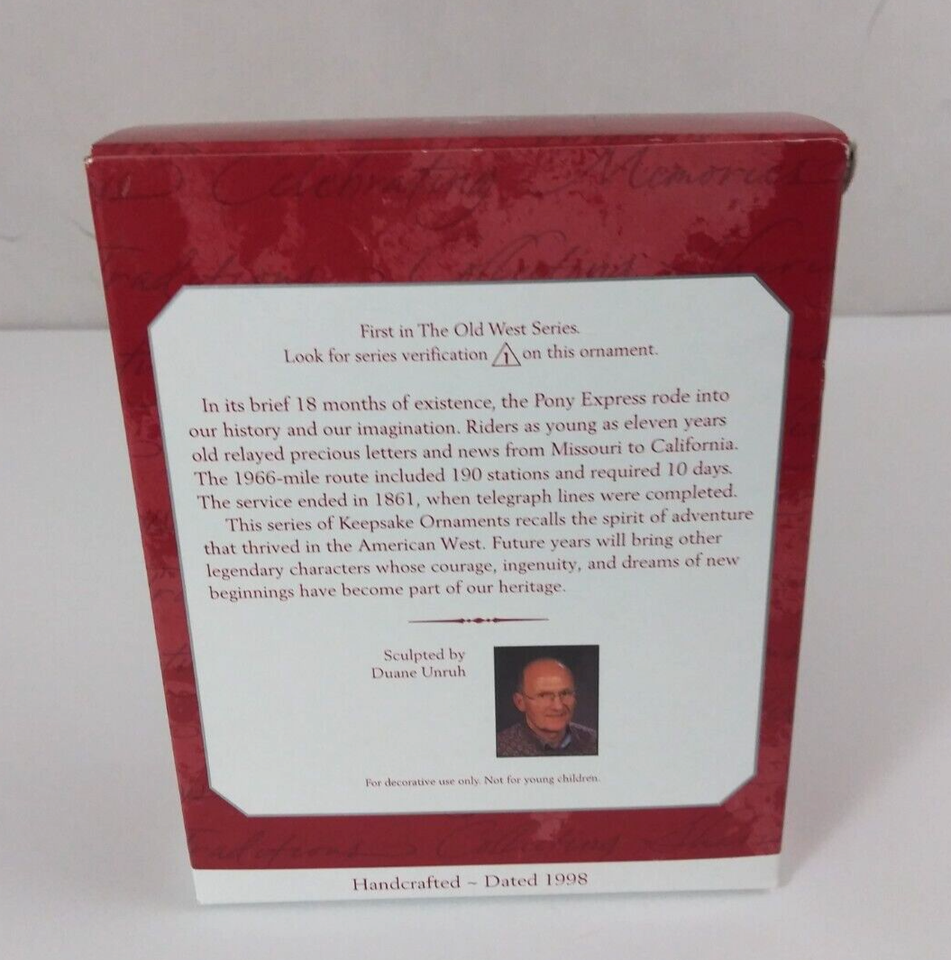 Celebrating Memories
Traditions Collections
First in The Old West Series.
Look for series verification 1 on this ornament.
In its brief 18 months of existence, the Pony Express rode into
our history and our imagination. Riders as young as eleven years
old relayed precious letters and news from Missouri to California.
The 1966-mile route included 190 stations and required 10 days.
The service ended in 1861, when telegraph lines were completed.
This series of Keepsake Ornaments recalls the spirit of adventure
that thrived in the American West. Future years will bring other
legendary characters whose courage, ingenuity, and dreams of new
beginnings have become part of our heritage.
Sculpted by
Duane Unruh
For decorative use only. Not for young children.
Traditions Collections
Handcrafted ~ Dated 1998